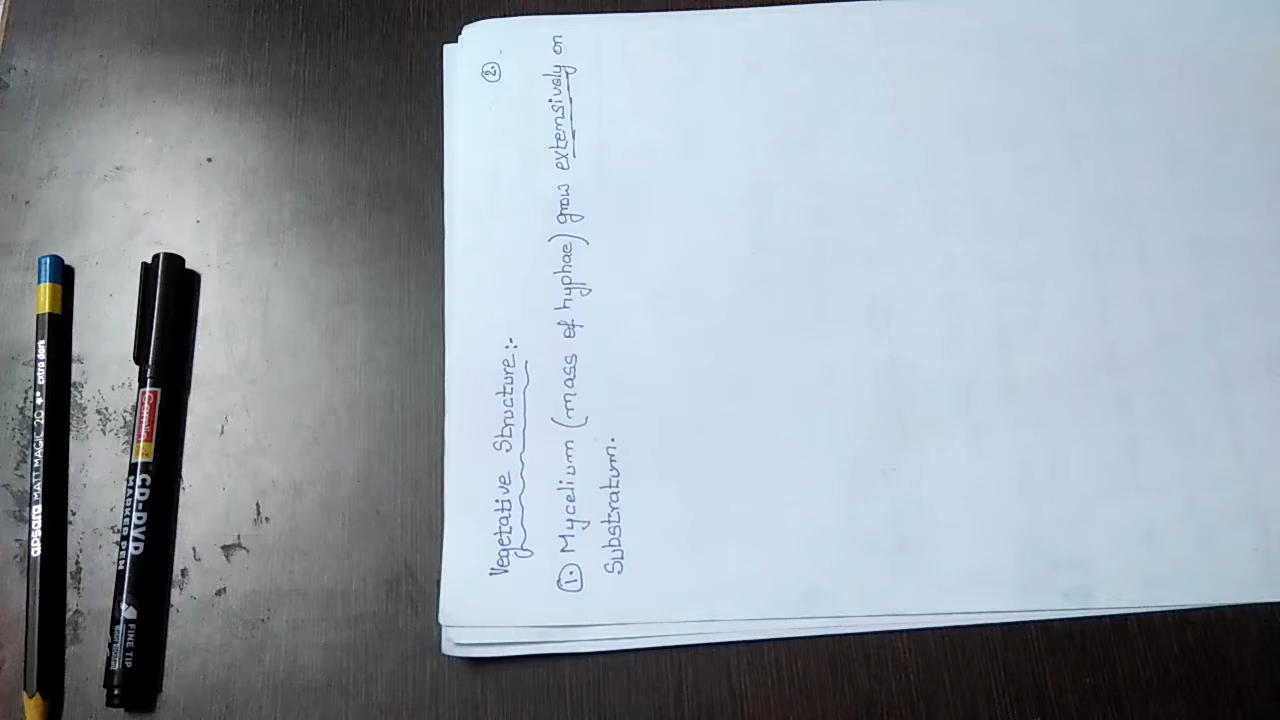 ②.
Vegetative Structure:-
①. Mycelium (mass of hyphae) grow extensively on
Substratum.
apsara MATT MAGIC 2.0 extra dark
Camlin
CD-DVD
MARKER PEN
FINE TIP